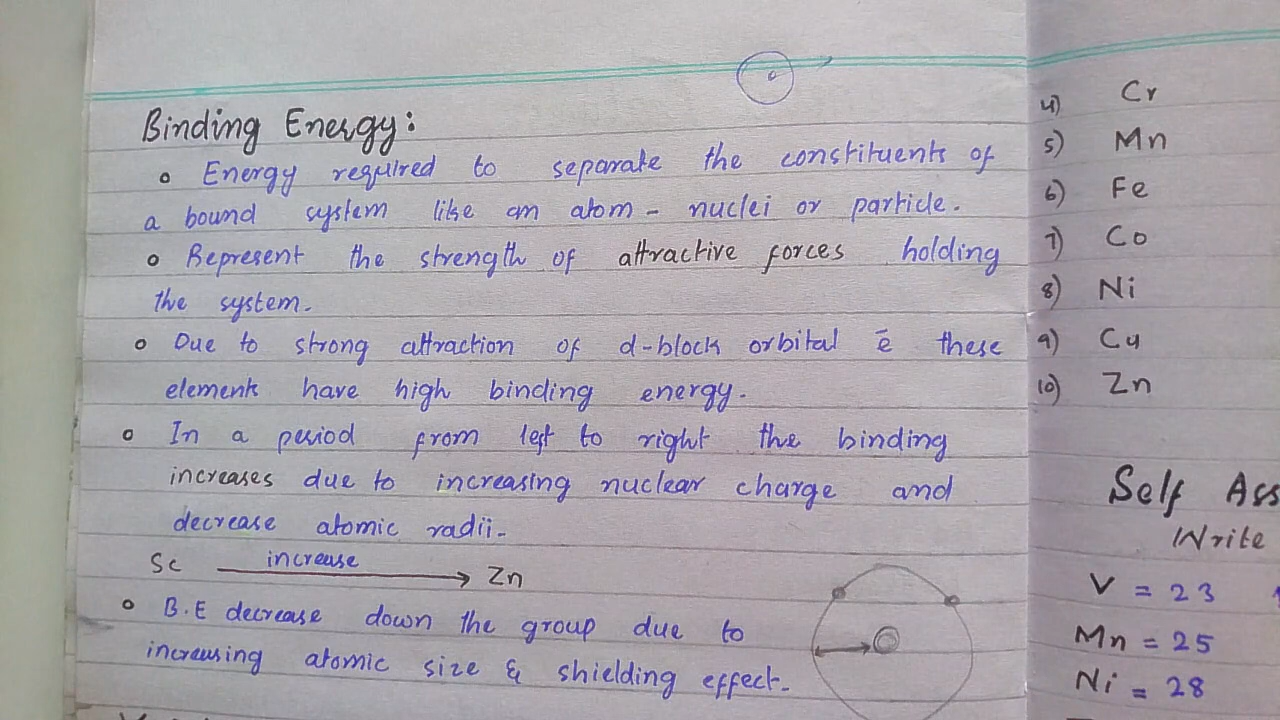 Binding Energy:
o Energy required to separate the constituents of
a bound system like an atom - nuclei or particle.
o Represent the strength of attractive forces holding
the system.
o Due to strong attraction of d-block orbital ē these
elements have high binding energy.
o In a period from left to right the binding
increases due to increasing nuclear charge and
decrease atomic radii.
Sc increase → Zn
o B.E decrease down the group due to
increasing atomic size & shielding effect.
4) Cr
5) Mn
6) Fe
7) Co
8) Ni
9) Cu
10) Zn
Self Ass
Write
V = 23
Mn = 25
Ni = 28